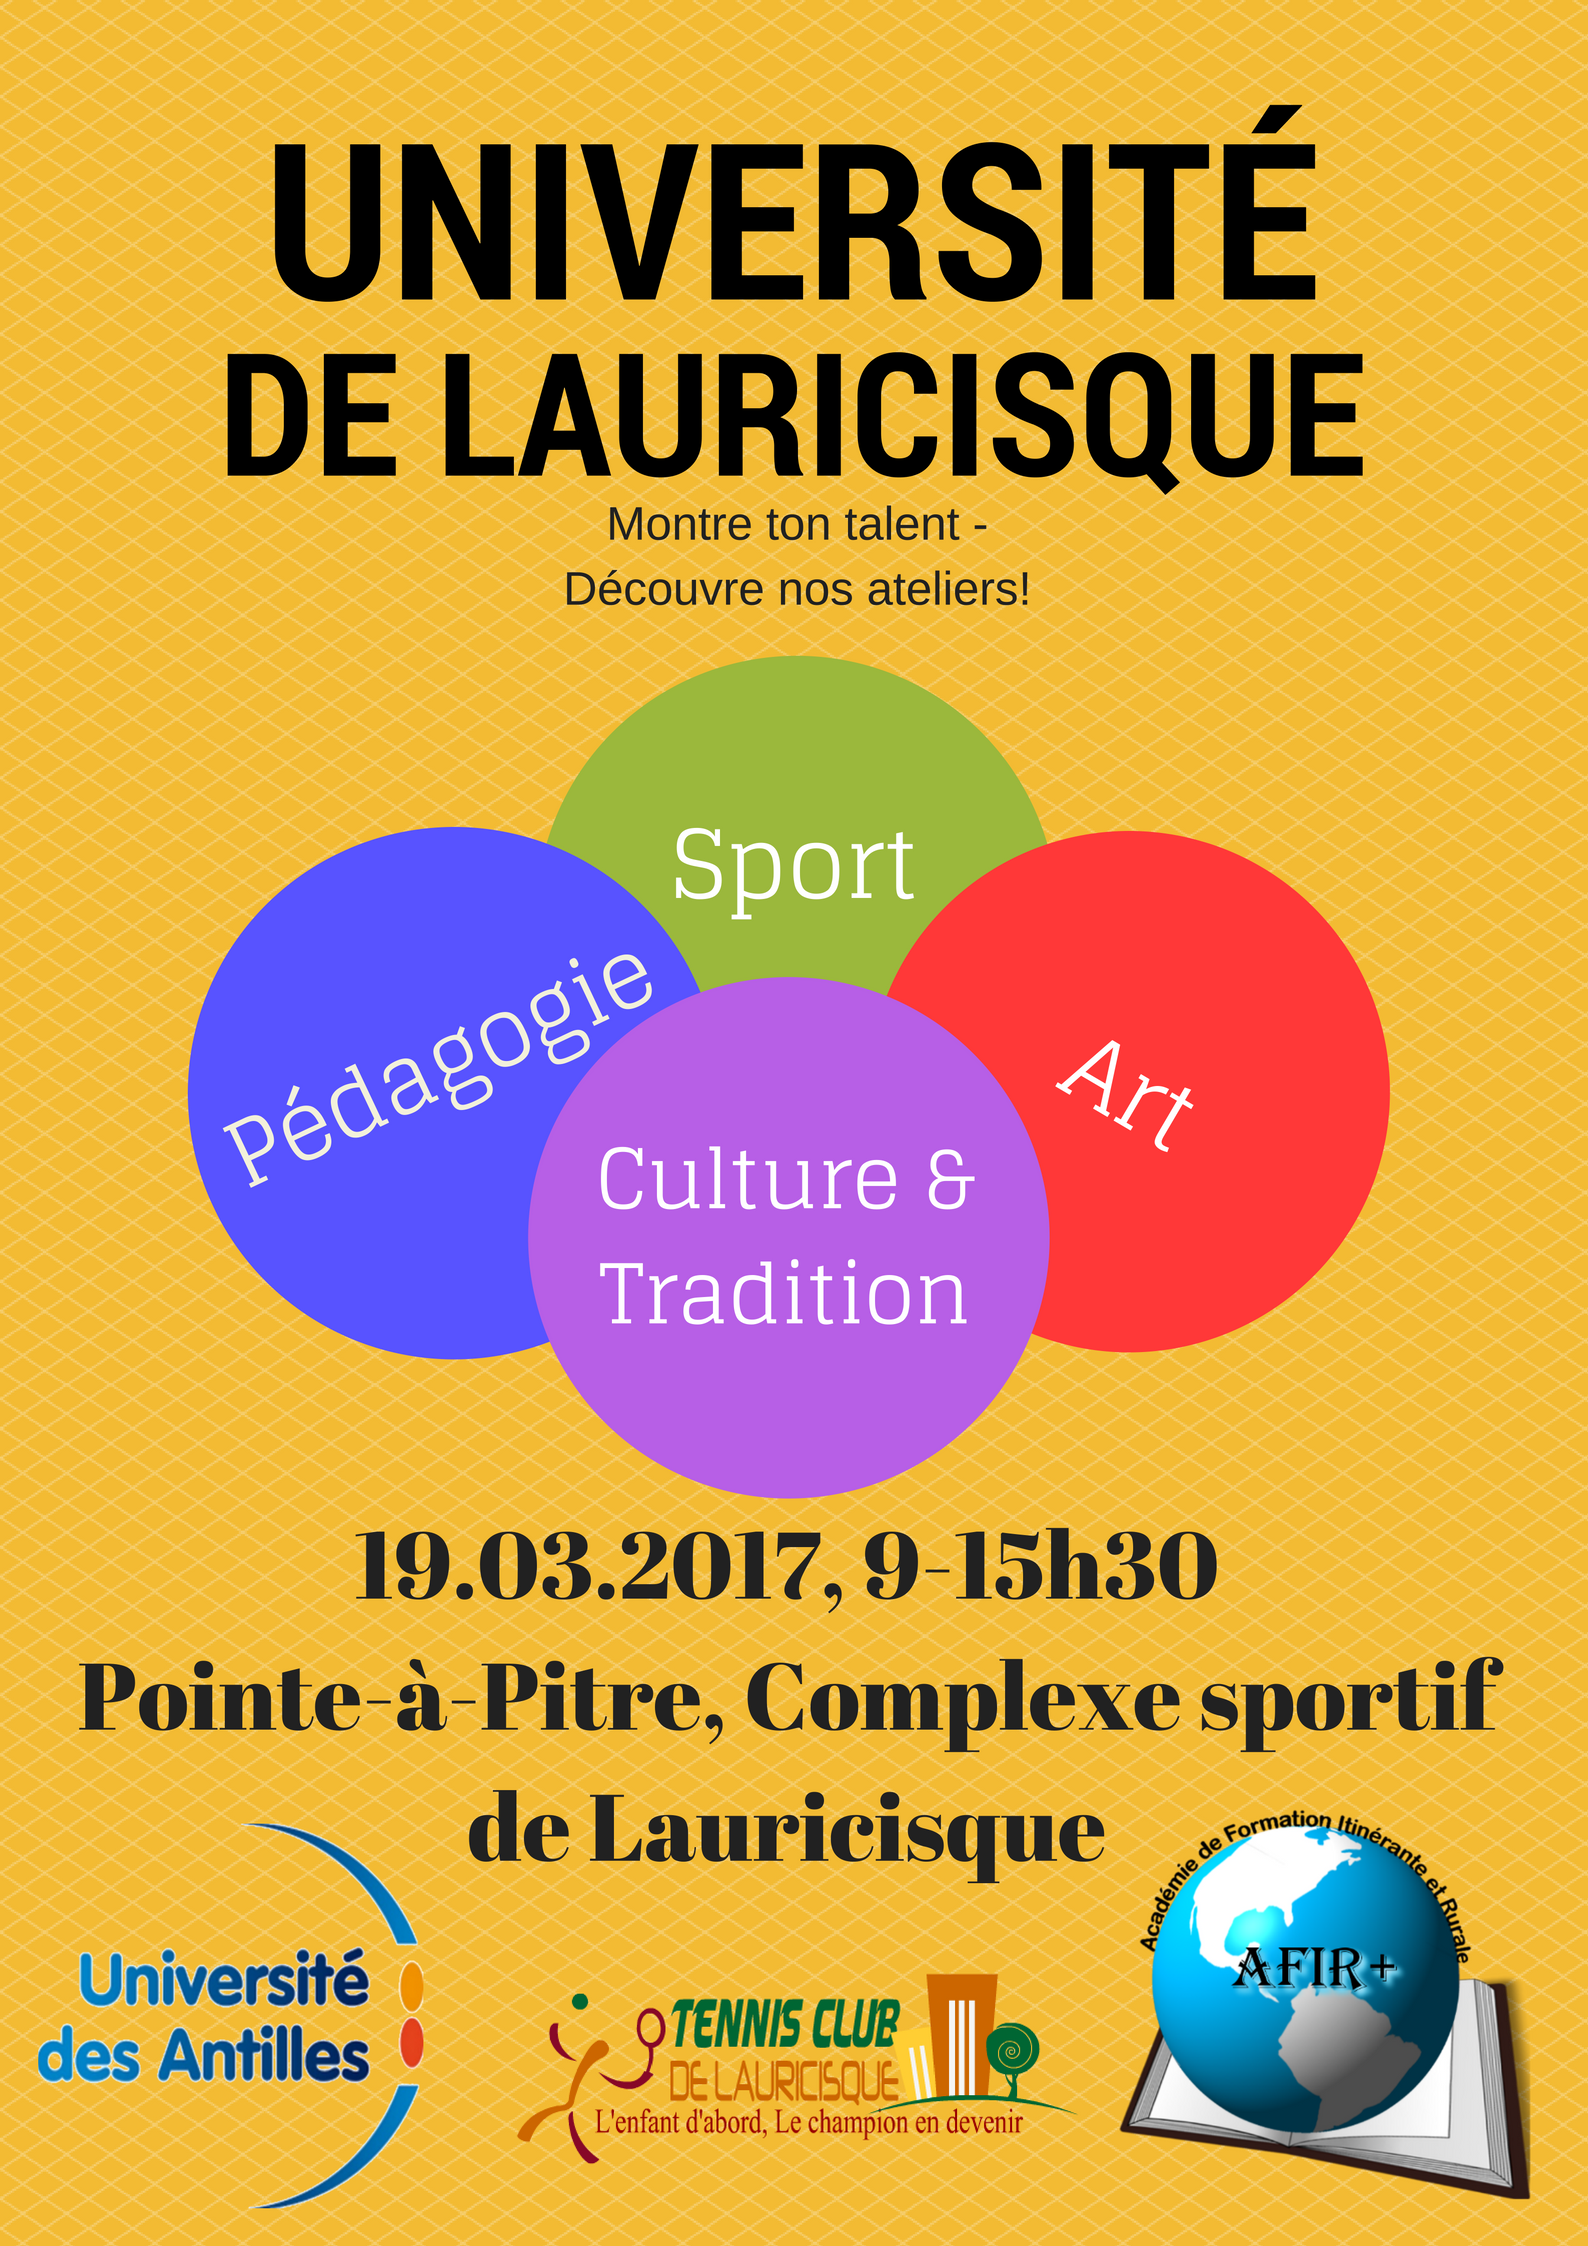 UNIVERSITÉ
DE LAURICISQUE
Montre ton talent -
Découvre nos ateliers!
Sport
Pédagogie
Art
Culture &
Tradition
19.03.2017, 9-15h30
Pointe-à-Pitre, Complexe sportif
de Lauricisque
Université
des Antilles
TENNIS CLUB
DE LAURICISQUE
L'enfant d'abord, Le champion en devenir
Académie de Formation Itinérante et Rurale
AFIR+